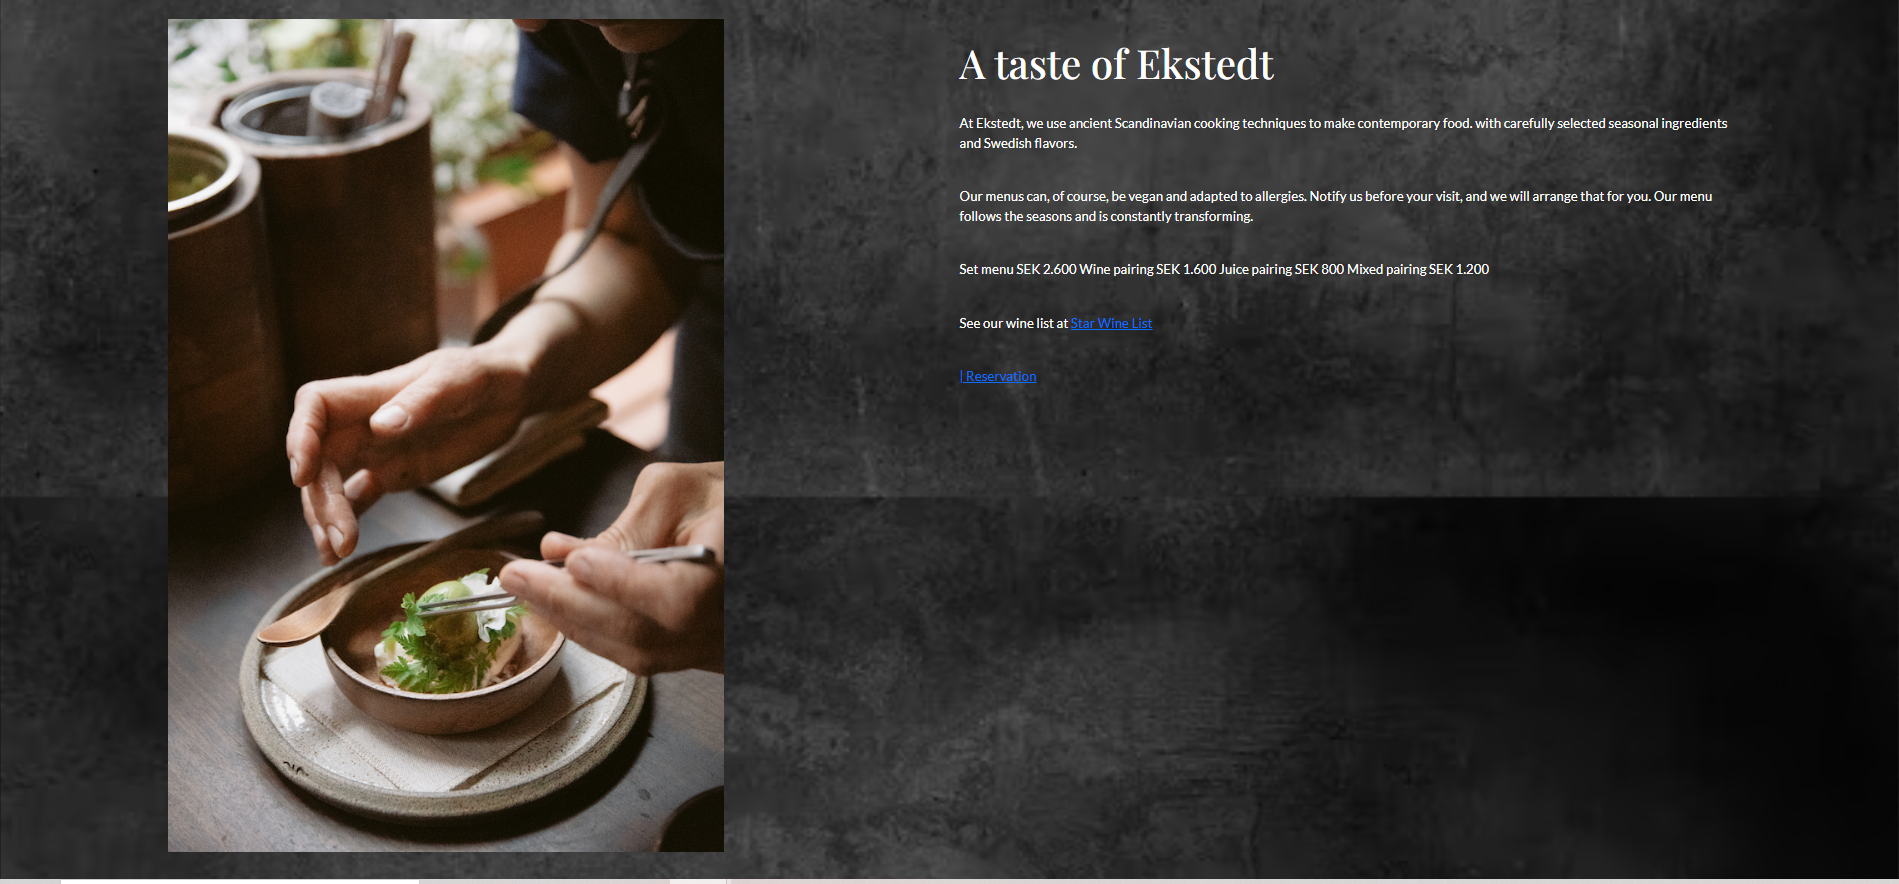 A taste of Ekstedt
At Ekstedt, we use ancient Scandinavian cooking techniques to make contemporary food. with carefully selected seasonal ingredients
and Swedish flavors.
Our menus can, of course, be vegan and adapted to allergies. Notify us before your visit, and we will arrange that for you. Our menu
follows the seasons and is constantly transforming.
Set menu SEK 2.600 Wine pairing SEK 1.600 Juice pairing SEK 800 Mixed pairing SEK 1.200
See our wine list at Star Wine List
| Reservation